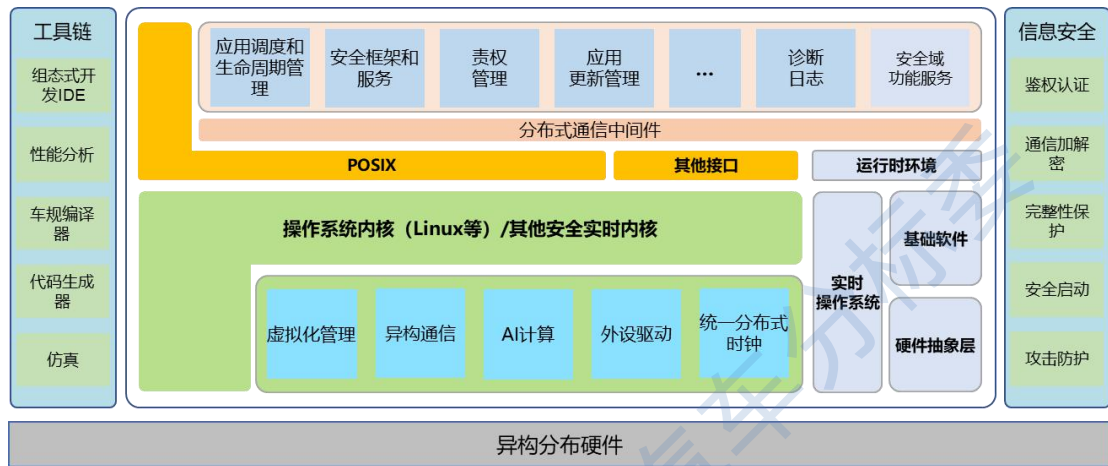 工具链
组态式开
发IDE
性能分析
车规编译
器
代码生成
器
仿真
应用调度和
生命周期管
理
安全框架和
服务
责权
管理
应用
更新管理
...
诊断
日志
安全域
功能服务
分布式通信中间件
POSIX
其他接口
运行时环境
操作系统内核（Linux等）/其他安全实时内核
虚拟化管理
异构通信
AI计算
外设驱动
统一分布式
时钟
实时
操作系统
基础软件
硬件抽象层
信息安全
鉴权认证
通信加解
密
完整性保
护
安全启动
攻击防护
异构分布硬件
汽车分标委